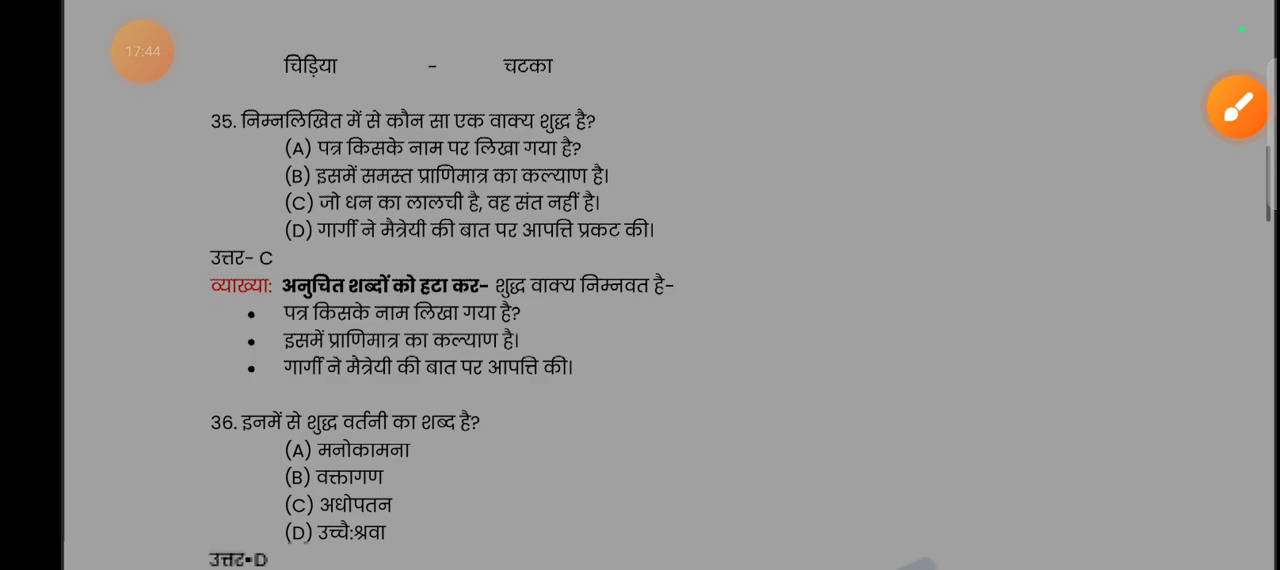 17:44
चिड़िया - चटका
35. निम्नलिखित में से कौन सा एक वाक्य शुद्ध है?
(A) पत्र किसके नाम पर लिखा गया है?
(B) इसमें समस्त प्राणिमात्र का कल्याण है।
(C) जो धन का लालची है, वह संत नहीं है।
(D) गार्गी ने मैत्रेयी की बात पर आपत्ति प्रकट की।
उत्तर- C
व्याख्या: अनुचित शब्दों को हटा कर- शुद्ध वाक्य निम्नवत है-
• पत्र किसके नाम लिखा गया है?
• इसमें प्राणिमात्र का कल्याण है।
• गार्गी ने मैत्रेयी की बात पर आपत्ति की।
36. इनमें से शुद्ध वर्तनी का शब्द है?
(A) मनोकामना
(B) वक्तागण
(C) अधोपतन
(D) उच्चै:श्रवा
उत्तर-D